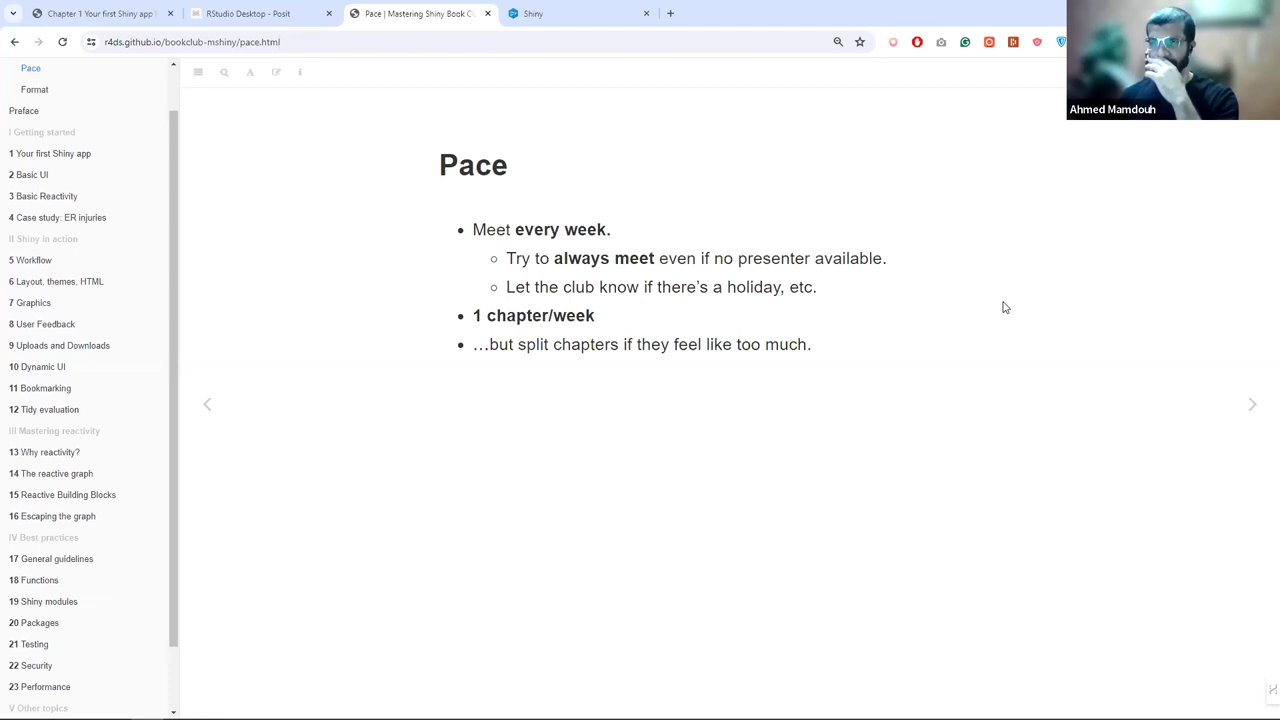 Chapter 1 Your first Shiny app |
RStudio Desktop - Posit
Pace | Mastering Shiny Book Cl
Shiny
r4ds.github.io/bookclub-mshiny/pace.html
Ahmed Mamdouh
Pace
Format
Preface
I Getting started
1 Your first Shiny app
2 Basic UI
3 Basic Reactivity
4 Case study: ER injuries
II Shiny in action
5 Workflow
6 Layout, themes, HTML
7 Graphics
8 User Feedback
9 Uploads and Downloads
10 Dynamic UI
11 Bookmarking
12 Tidy evaluation
III Mastering reactivity
13 Why reactivity?
14 The reactive graph
15 Reactive Building Blocks
16 Escaping the graph
IV Best practices
17 General guidelines
18 Functions
19 Shiny modules
20 Packages
21 Testing
22 Security
23 Performance
V Other topics
Pace
• Meet every week.
○ Try to always meet even if no presenter available.
○ Let the club know if there's a holiday, etc.
• 1 chapter/week
• …but split chapters if they feel like too much.